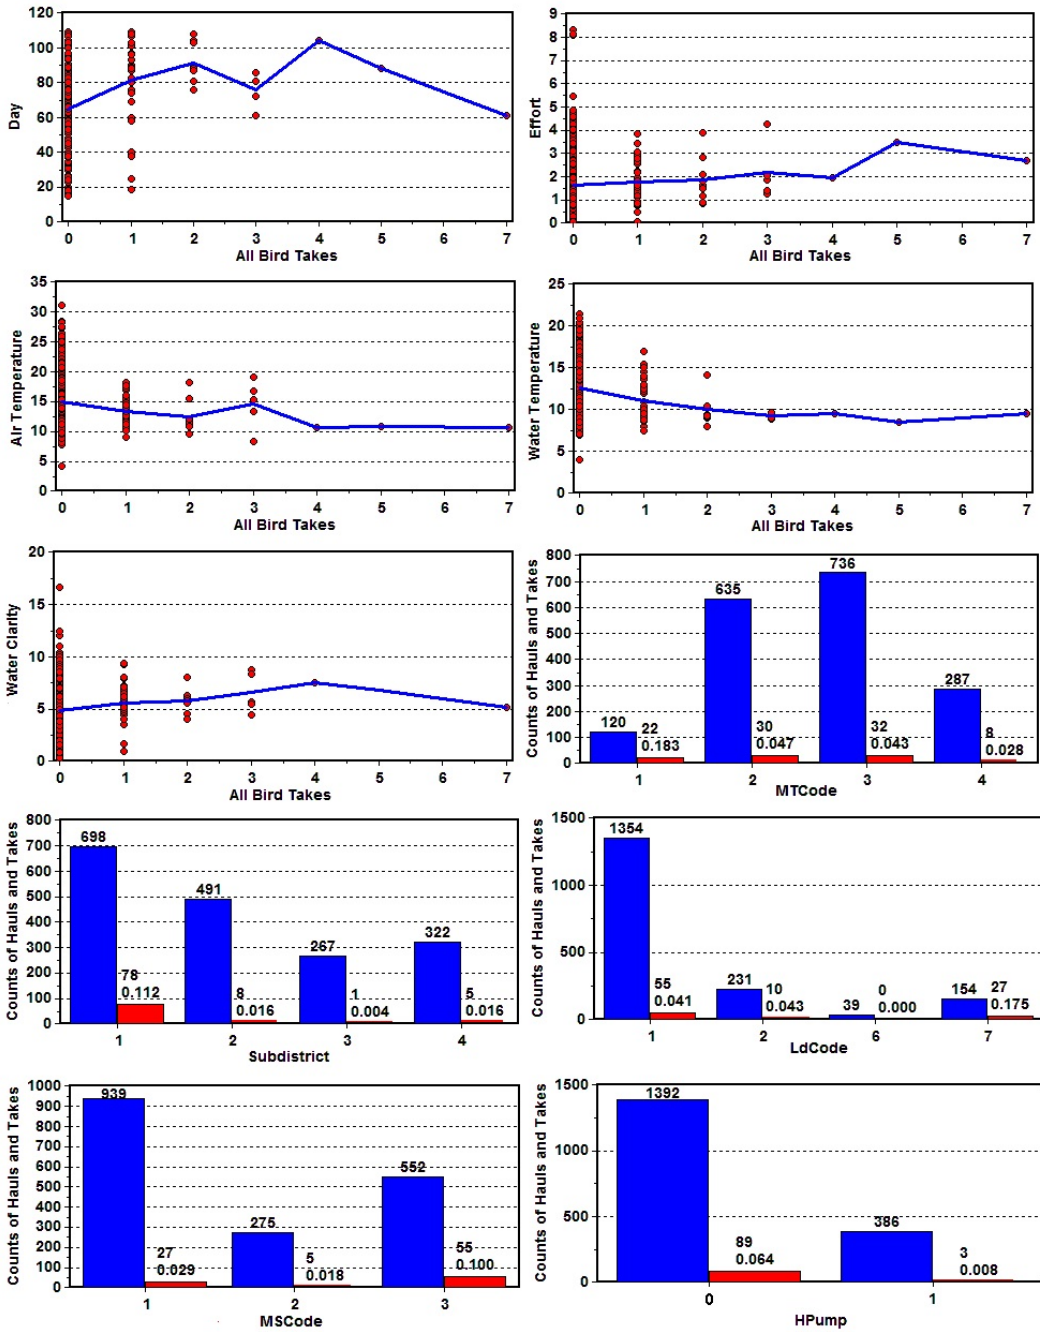 120
100
80
60
40
20
0
Day
0 1 2 3 4 5 6 7
All Bird Takes
9
8
7
6
5
4
3
2
1
0
Effort
0 1 2 3 4 5 6 7
All Bird Takes
35
30
25
20
15
10
5
0
Air Temperature
0 1 2 3 4 5 6 7
All Bird Takes
25
20
15
10
5
0
Water Temperature
0 1 2 3 4 5 6 7
All Bird Takes
20
15
10
5
0
Water Clarity
0 1 2 3 4 5 6 7
All Bird Takes
800
700
600
500
400
300
200
100
0
Counts of Hauls and Takes
120 22 0.183
635 30 0.047
736 32 0.043
287 8 0.028
1 2 3 4
MTCode
800
700
600
500
400
300
200
100
0
Counts of Hauls and Takes
698 78 0.112
491 8 0.016
267 1 0.004
322 5 0.016
1 2 3 4
Subdistrict
1500
1000
500
0
Counts of Hauls and Takes
1354 55 0.041
231 10 0.043
39 0 0.000
154 27 0.175
1 2 6 7
LdCode
1000
900
800
700
600
500
400
300
200
100
0
Counts of Hauls and Takes
939 27 0.029
275 5 0.018
552 55 0.100
1 2 3
MSCode
1500
1000
500
0
Counts of Hauls and Takes
1392 89 0.064
386 3 0.008
0 1
HPump